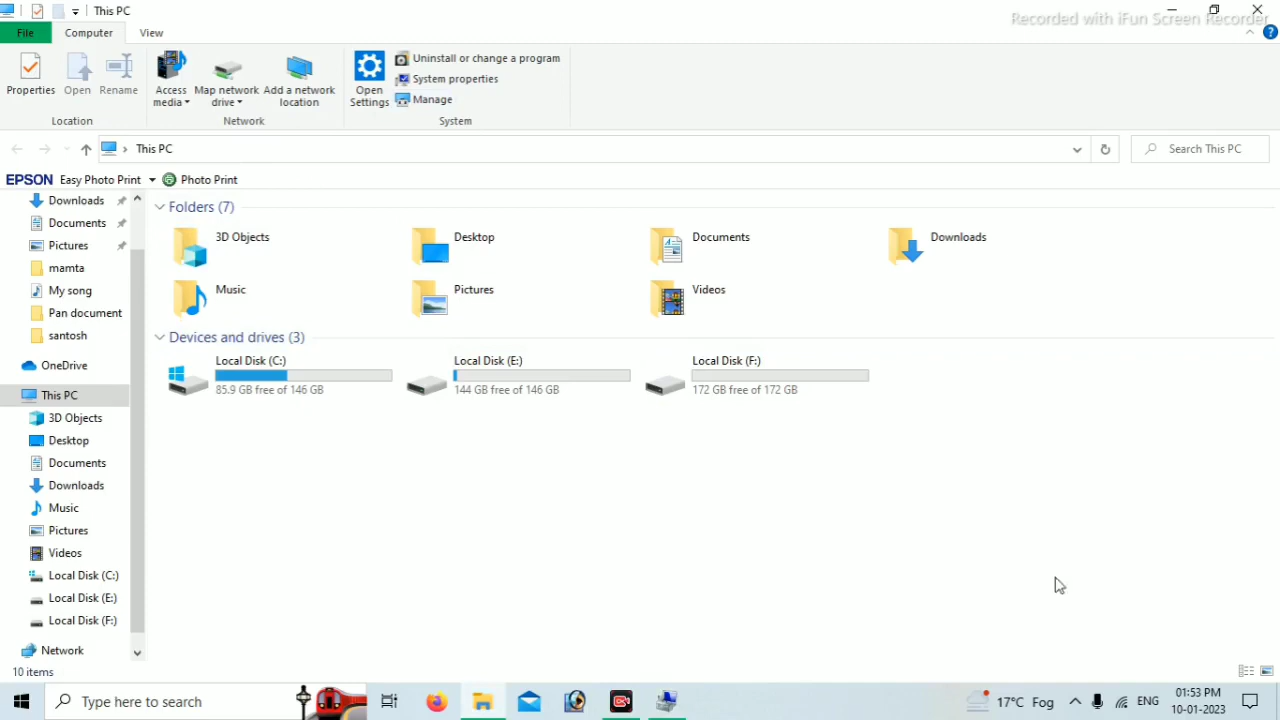 This PC
Recorded with iFun Screen Recorder
File Computer View
Properties Open Rename Access media Map network drive Add a network location Open Settings Uninstall or change a program
System properties
Manage
Location Network System
This PC Search This PC
EPSON Easy Photo Print Photo Print
Downloads
Documents
Pictures
mamta
My song
Pan document
santosh
OneDrive
This PC
3D Objects
Desktop
Documents
Downloads
Music
Pictures
Videos
Local Disk (C:)
Local Disk (E:)
Local Disk (F:)
Network
Folders (7)
3D Objects Desktop Documents Downloads
Music Pictures Videos
Devices and drives (3)
Local Disk (C:) Local Disk (E:) Local Disk (F:)
85.9 GB free of 146 GB 144 GB free of 146 GB 172 GB free of 172 GB
10 items
Type here to search 17°C Fog ENG 01:53 PM
10-01-2023